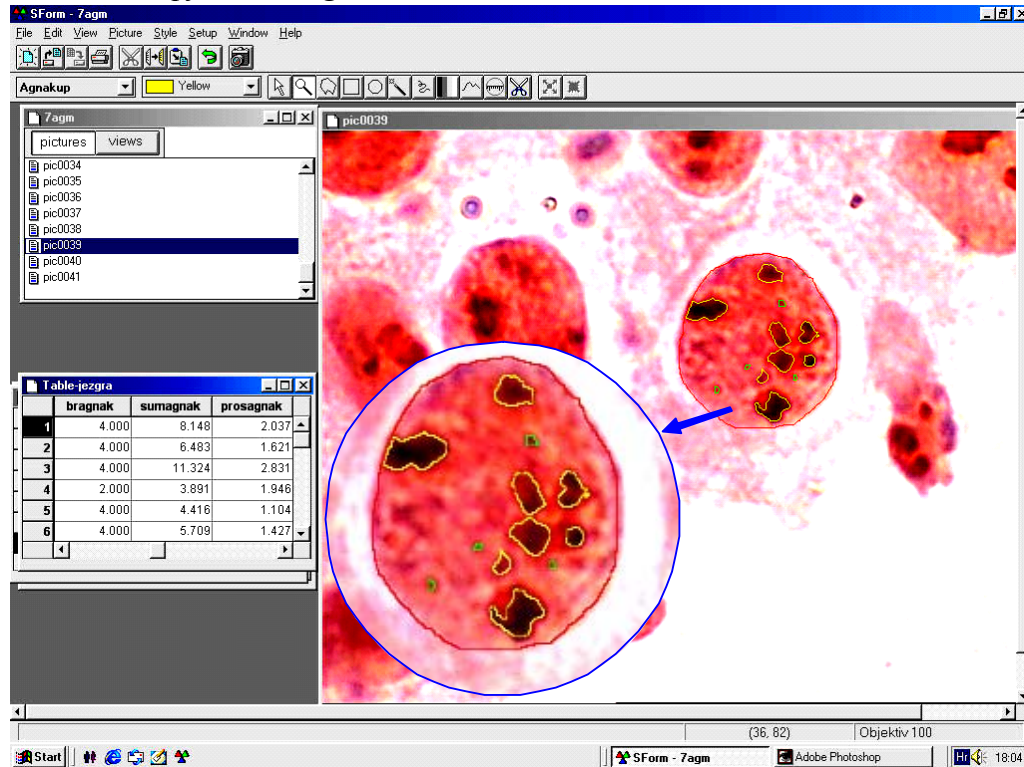 SForm - 7agm
File Edit View Picture Style Setup Window Help
Agnakup Yellow
7agm
pictures views
pic0034
pic0035
pic0036
pic0037
pic0038
pic0039
pic0040
pic0041
pic0039
Table-jezgra
bragnak sumagnak prosagnak
1 4.000 8.148 2.037
2 4.000 6.483 1.621
3 4.000 11.324 2.831
4 2.000 3.891 1.946
5 4.000 4.416 1.104
6 4.000 5.709 1.427
(36, 82) Objektiv 100
Start SForm - 7agm Adobe Photoshop Hr 18:04